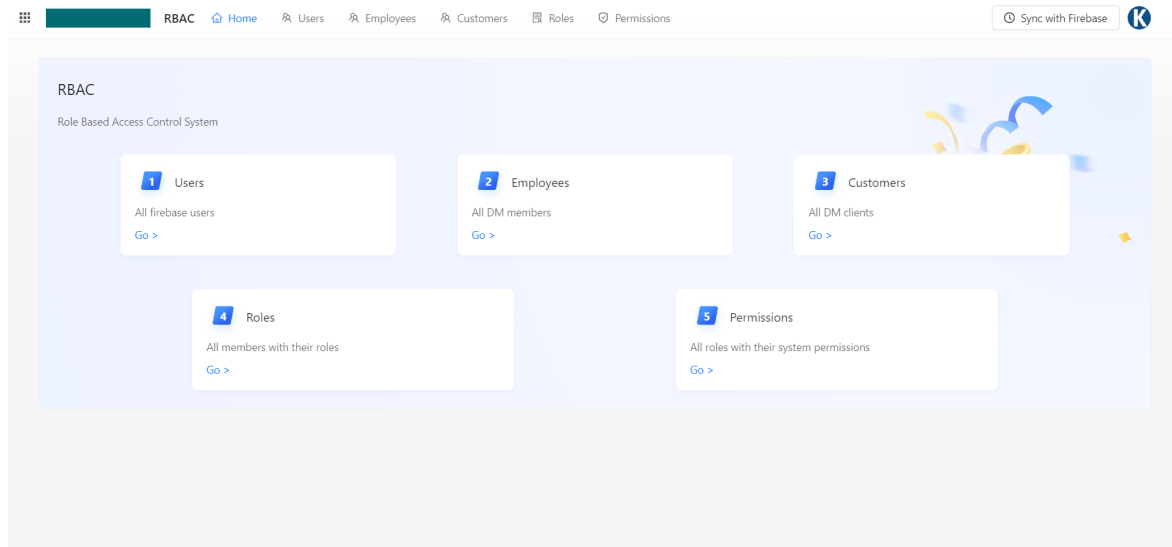 RBAC Home Users Employees Customers Roles Permissions Sync with Firebase K
RBAC
Role Based Access Control System
1 Users
All firebase users
Go >
2 Employees
All DM members
Go >
3 Customers
All DM clients
Go >
4 Roles
All members with their roles
Go >
5 Permissions
All roles with their system permissions
Go >